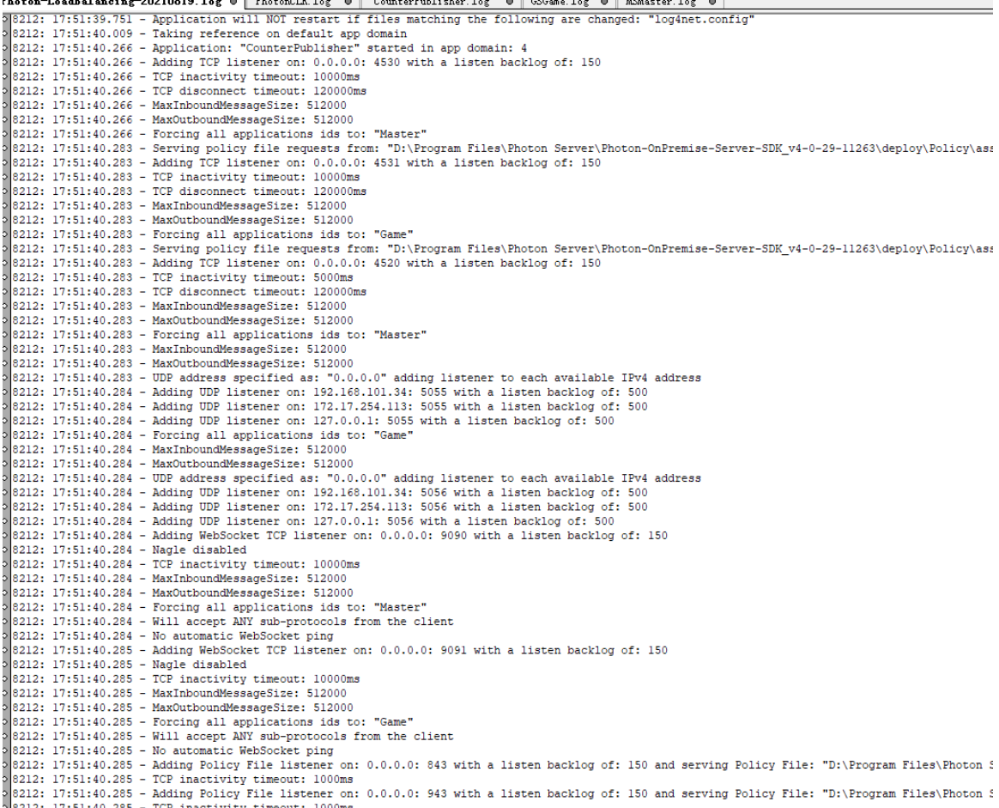 Photon-Loadbalancing-20210819.log PhotonCLR.log CounterPublisher.log GSGame.log MSMaster.log
8212: 17:51:39.751 - Application will NOT restart if files matching the following are changed: "log4net.config"
8212: 17:51:40.009 - Taking reference on default app domain
8212: 17:51:40.266 - Application: "CounterPublisher" started in app domain: 4
8212: 17:51:40.266 - Adding TCP listener on: 0.0.0.0: 4530 with a listen backlog of: 150
8212: 17:51:40.266 - TCP inactivity timeout: 10000ms
8212: 17:51:40.266 - TCP disconnect timeout: 120000ms
8212: 17:51:40.266 - MaxInboundMessageSize: 512000
8212: 17:51:40.266 - MaxOutboundMessageSize: 512000
8212: 17:51:40.266 - Forcing all applications ids to: "Master"
8212: 17:51:40.283 - Serving policy file requests from: "D:\Program Files\Photon Server\Photon-OnPremise-Server-SDK_v4-0-29-11263\deploy\Policy\ass
8212: 17:51:40.283 - Adding TCP listener on: 0.0.0.0: 4531 with a listen backlog of: 150
8212: 17:51:40.283 - TCP inactivity timeout: 10000ms
8212: 17:51:40.283 - TCP disconnect timeout: 120000ms
8212: 17:51:40.283 - MaxInboundMessageSize: 512000
8212: 17:51:40.283 - MaxOutboundMessageSize: 512000
8212: 17:51:40.283 - Forcing all applications ids to: "Game"
8212: 17:51:40.283 - Serving policy file requests from: "D:\Program Files\Photon Server\Photon-OnPremise-Server-SDK_v4-0-29-11263\deploy\Policy\ass
8212: 17:51:40.283 - Adding TCP listener on: 0.0.0.0: 4520 with a listen backlog of: 150
8212: 17:51:40.283 - TCP inactivity timeout: 5000ms
8212: 17:51:40.283 - TCP disconnect timeout: 120000ms
8212: 17:51:40.283 - MaxInboundMessageSize: 512000
8212: 17:51:40.283 - MaxOutboundMessageSize: 512000
8212: 17:51:40.283 - Forcing all applications ids to: "Master"
8212: 17:51:40.283 - MaxInboundMessageSize: 512000
8212: 17:51:40.283 - MaxOutboundMessageSize: 512000
8212: 17:51:40.283 - UDP address specified as: "0.0.0.0" adding listener to each available IPv4 address
8212: 17:51:40.284 - Adding UDP listener on: 192.168.101.34: 5055 with a listen backlog of: 500
8212: 17:51:40.284 - Adding UDP listener on: 172.17.254.113: 5055 with a listen backlog of: 500
8212: 17:51:40.284 - Adding UDP listener on: 127.0.0.1: 5055 with a listen backlog of: 500
8212: 17:51:40.284 - Forcing all applications ids to: "Game"
8212: 17:51:40.284 - MaxInboundMessageSize: 512000
8212: 17:51:40.284 - MaxOutboundMessageSize: 512000
8212: 17:51:40.284 - UDP address specified as: "0.0.0.0" adding listener to each available IPv4 address
8212: 17:51:40.284 - Adding UDP listener on: 192.168.101.34: 5056 with a listen backlog of: 500
8212: 17:51:40.284 - Adding UDP listener on: 172.17.254.113: 5056 with a listen backlog of: 500
8212: 17:51:40.284 - Adding UDP listener on: 127.0.0.1: 5056 with a listen backlog of: 500
8212: 17:51:40.284 - Adding WebSocket TCP listener on: 0.0.0.0: 9090 with a listen backlog of: 150
8212: 17:51:40.284 - Nagle disabled
8212: 17:51:40.284 - TCP inactivity timeout: 10000ms
8212: 17:51:40.284 - MaxInboundMessageSize: 512000
8212: 17:51:40.284 - MaxOutboundMessageSize: 512000
8212: 17:51:40.284 - Forcing all applications ids to: "Master"
8212: 17:51:40.284 - Will accept ANY sub-protocols from the client
8212: 17:51:40.284 - No automatic WebSocket ping
8212: 17:51:40.285 - Adding WebSocket TCP listener on: 0.0.0.0: 9091 with a listen backlog of: 150
8212: 17:51:40.285 - Nagle disabled
8212: 17:51:40.285 - TCP inactivity timeout: 10000ms
8212: 17:51:40.285 - MaxInboundMessageSize: 512000
8212: 17:51:40.285 - MaxOutboundMessageSize: 512000
8212: 17:51:40.285 - Forcing all applications ids to: "Game"
8212: 17:51:40.285 - Will accept ANY sub-protocols from the client
8212: 17:51:40.285 - No automatic WebSocket ping
8212: 17:51:40.285 - Adding Policy File listener on: 0.0.0.0: 843 with a listen backlog of: 150 and serving Policy File: "D:\Program Files\Photon S
8212: 17:51:40.285 - TCP inactivity timeout: 1000ms
8212: 17:51:40.285 - Adding Policy File listener on: 0.0.0.0: 943 with a listen backlog of: 150 and serving Policy File: "D:\Program Files\Photon S
8212: 17:51:40.285 - TCP inactivity timeout: 1000ms